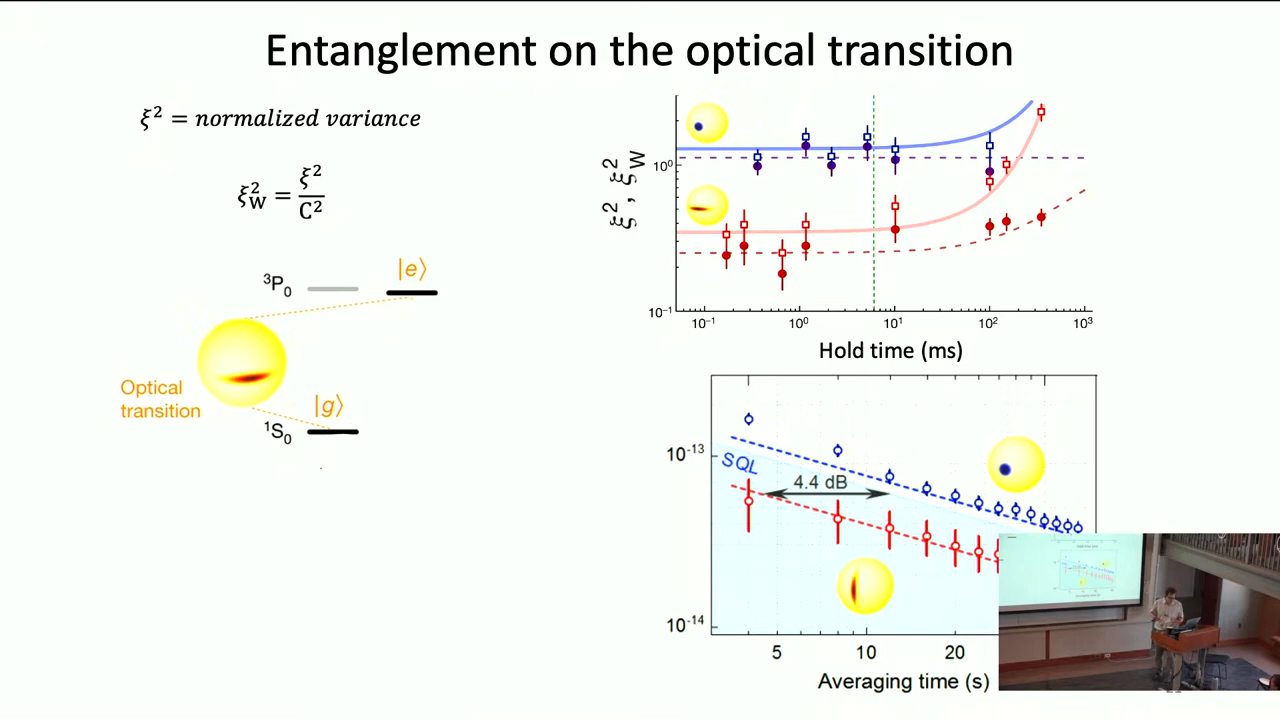 Entanglement on the optical transition
ξ² = normalized variance
ξ²_W = ξ² / C²
³P₀
|e⟩
Optical
transition
|g⟩
¹S₀
ξ², ξ²_W
10⁰
10⁻¹
10⁻¹ 10⁰ 10¹ 10² 10³
Hold time (ms)
10⁻¹³
SQL
4.4 dB
10⁻¹⁴
5 10 20
Averaging time (s)